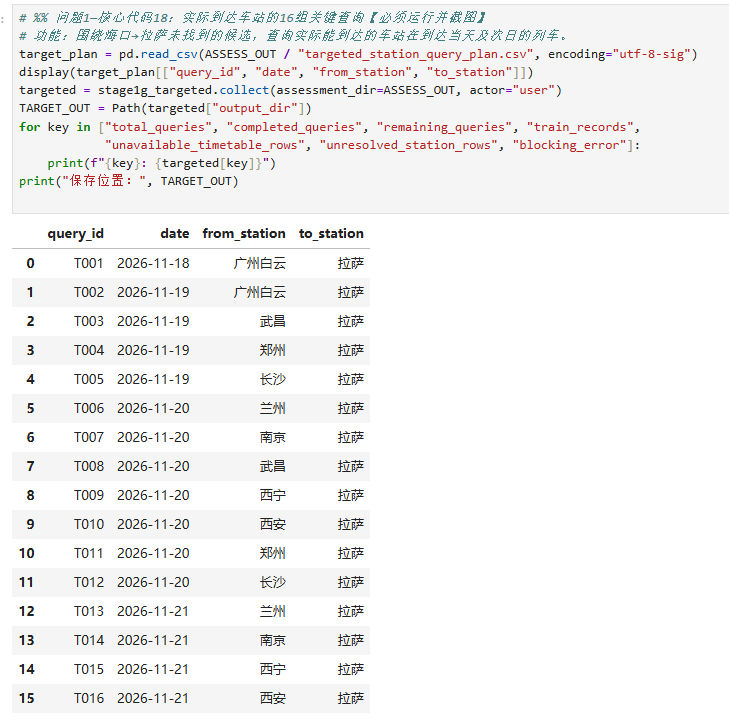 :
# %% 问题1—核心代码18：实际到达车站的16组关键查询【必须运行并截图】
# 功能：围绕海口→拉萨未找到的候选，查询实际能到达的车站在到达当天及次日的列车。
target_plan = pd.read_csv(ASSESS_OUT / "targeted_station_query_plan.csv", encoding="utf-8-sig")
display(target_plan[["query_id", "date", "from_station", "to_station"]])
targeted = stage1g_targeted.collect(assessment_dir=ASSESS_OUT, actor="user")
TARGET_OUT = Path(targeted["output_dir"])
for key in ["total_queries", "completed_queries", "remaining_queries", "train_records",
"unavailable_timetable_rows", "unresolved_station_rows", "blocking_error"]:
print(f"{key}: {targeted[key]}")
print("保存位置：", TARGET_OUT)
query_id date from_station to_station
0 T001 2026-11-18 广州白云 拉萨
1 T002 2026-11-19 广州白云 拉萨
2 T003 2026-11-19 武昌 拉萨
3 T004 2026-11-19 郑州 拉萨
4 T005 2026-11-19 长沙 拉萨
5 T006 2026-11-20 兰州 拉萨
6 T007 2026-11-20 南京 拉萨
7 T008 2026-11-20 武昌 拉萨
8 T009 2026-11-20 西宁 拉萨
9 T010 2026-11-20 西安 拉萨
10 T011 2026-11-20 郑州 拉萨
11 T012 2026-11-20 长沙 拉萨
12 T013 2026-11-21 兰州 拉萨
13 T014 2026-11-21 南京 拉萨
14 T015 2026-11-21 西宁 拉萨
15 T016 2026-11-21 西安 拉萨